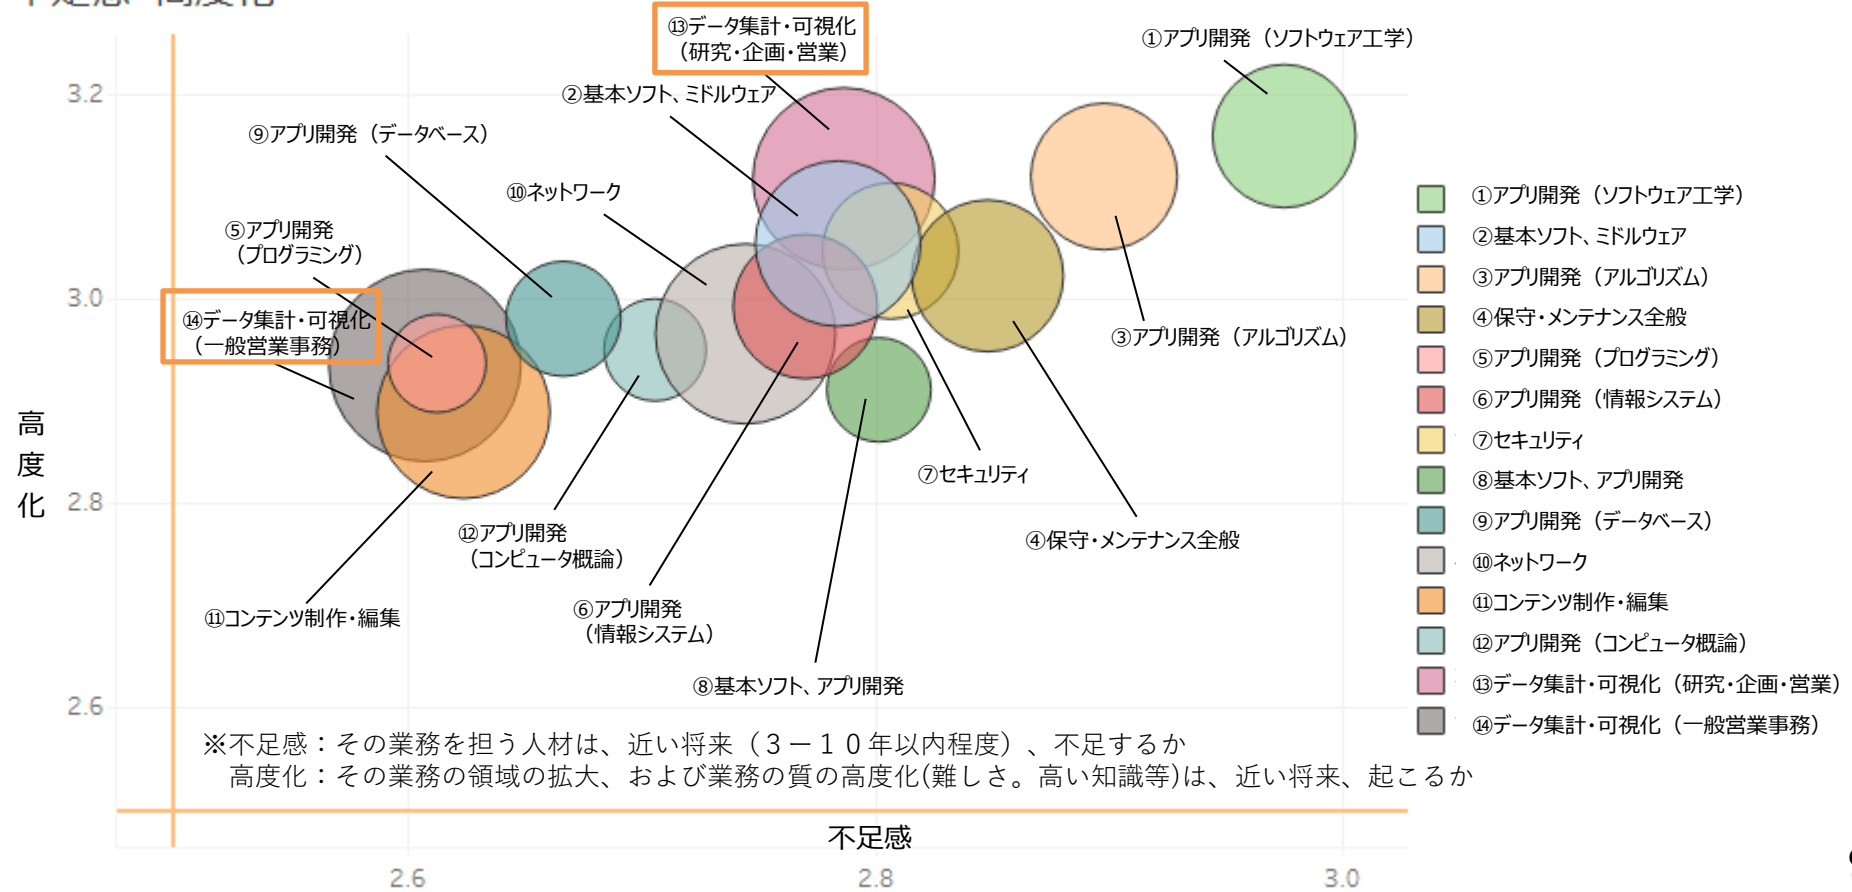 ①アプリ開発（ソフトウェア工学）
⑬データ集計・可視化
（研究・企画・営業）
②基本ソフト、ミドルウェア
3.2
⑨アプリ開発（データベース）
⑩ネットワーク
⑤アプリ開発
（プログラミング）
3.0
⑭データ集計・可視化
（一般営業事務）
③アプリ開発（アルゴリズム）
高度化
⑦セキュリティ
2.8
④保守・メンテナンス全般
⑫アプリ開発
（コンピュータ概論）
⑪コンテンツ制作・編集
⑥アプリ開発
（情報システム）
⑧基本ソフト、アプリ開発
2.6
※不足感：その業務を担う人材は、近い将来（３－１０年以内程度）、不足するか
高度化：その業務の領域の拡大、および業務の質の高度化(難しさ。高い知識等)は、近い将来、起こるか
不足感
2.6
2.8
3.0
①アプリ開発（ソフトウェア工学）
②基本ソフト、ミドルウェア
③アプリ開発（アルゴリズム）
④保守・メンテナンス全般
⑤アプリ開発（プログラミング）
⑥アプリ開発（情報システム）
⑦セキュリティ
⑧基本ソフト、アプリ開発
⑨アプリ開発（データベース）
⑩ネットワーク
⑪コンテンツ制作・編集
⑫アプリ開発（コンピュータ概論）
⑬データ集計・可視化（研究・企画・営業）
⑭データ集計・可視化（一般営業事務）